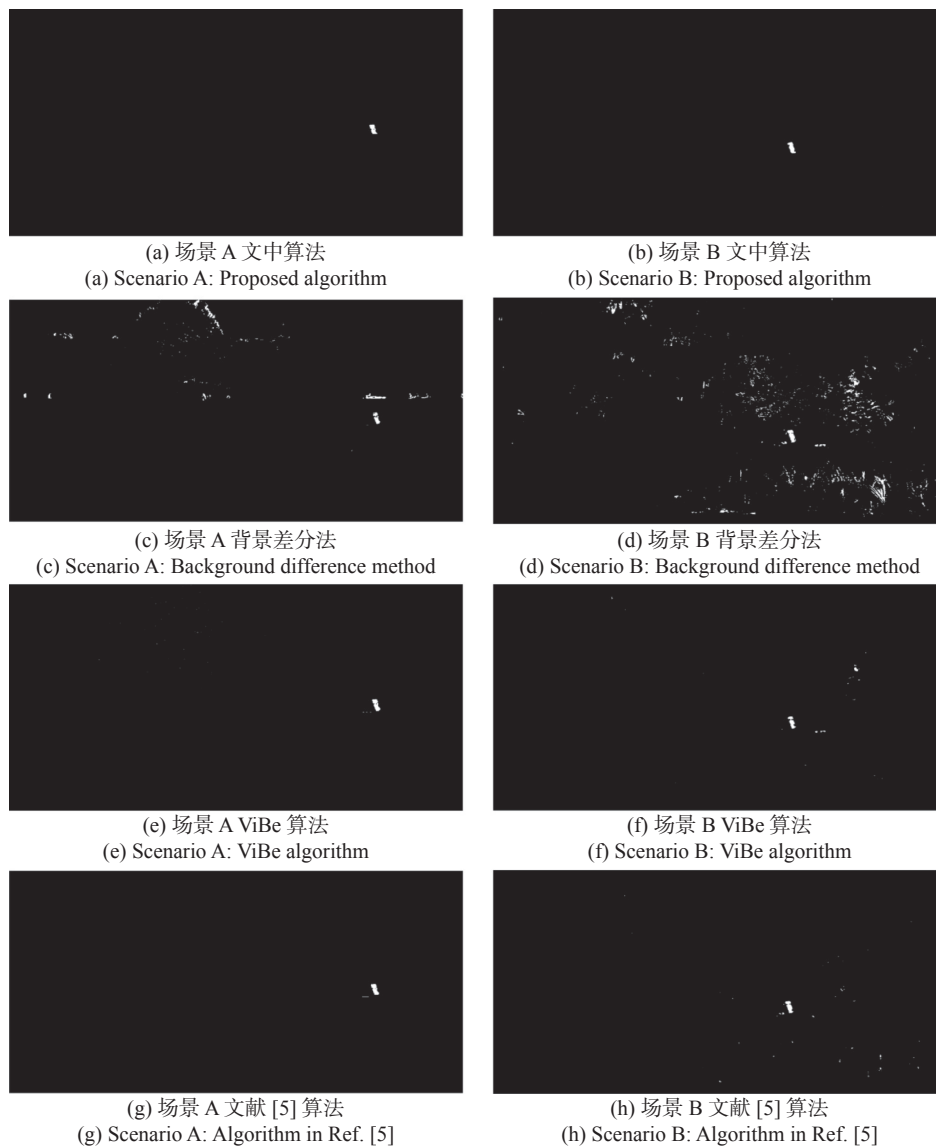 (a) 场景 A 文中算法
(a) Scenario A: Proposed algorithm
(b) 场景 B 文中算法
(b) Scenario B: Proposed algorithm
(c) 场景 A 背景差分法
(c) Scenario A: Background difference method
(d) 场景 B 背景差分法
(d) Scenario B: Background difference method
(e) 场景 A ViBe 算法
(e) Scenario A: ViBe algorithm
(f) 场景 B ViBe 算法
(f) Scenario B: ViBe algorithm
(g) 场景 A 文献 [5] 算法
(g) Scenario A: Algorithm in Ref. [5]
(h) 场景 B 文献 [5] 算法
(h) Scenario B: Algorithm in Ref. [5]